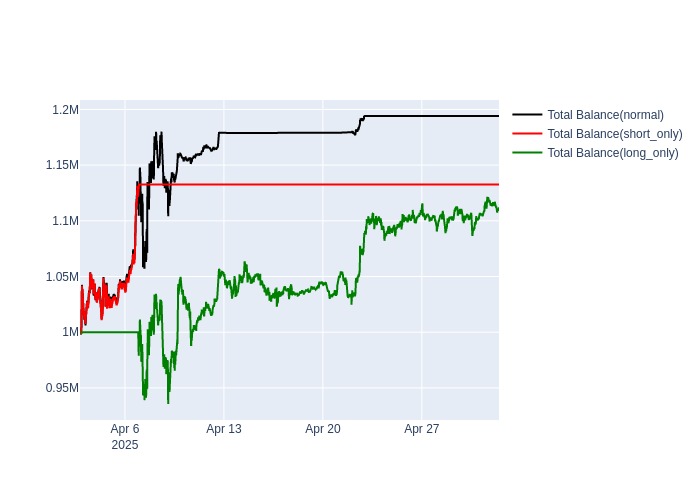 1.2M
1.15M
1.1M
1.05M
1M
0.95M
Apr 6
2025
Apr 13
Apr 20
Apr 27
Total Balance(normal)
Total Balance(short_only)
Total Balance(long_only)